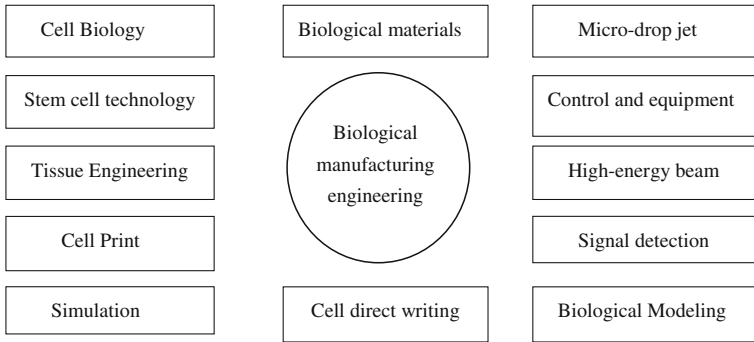 Cell Biology
Biological materials
Micro-drop jet
Stem cell technology
Control and equipment
Biological
manufacturing
engineering
Tissue Engineering
High-energy beam
Cell Print
Signal detection
Simulation
Cell direct writing
Biological Modeling